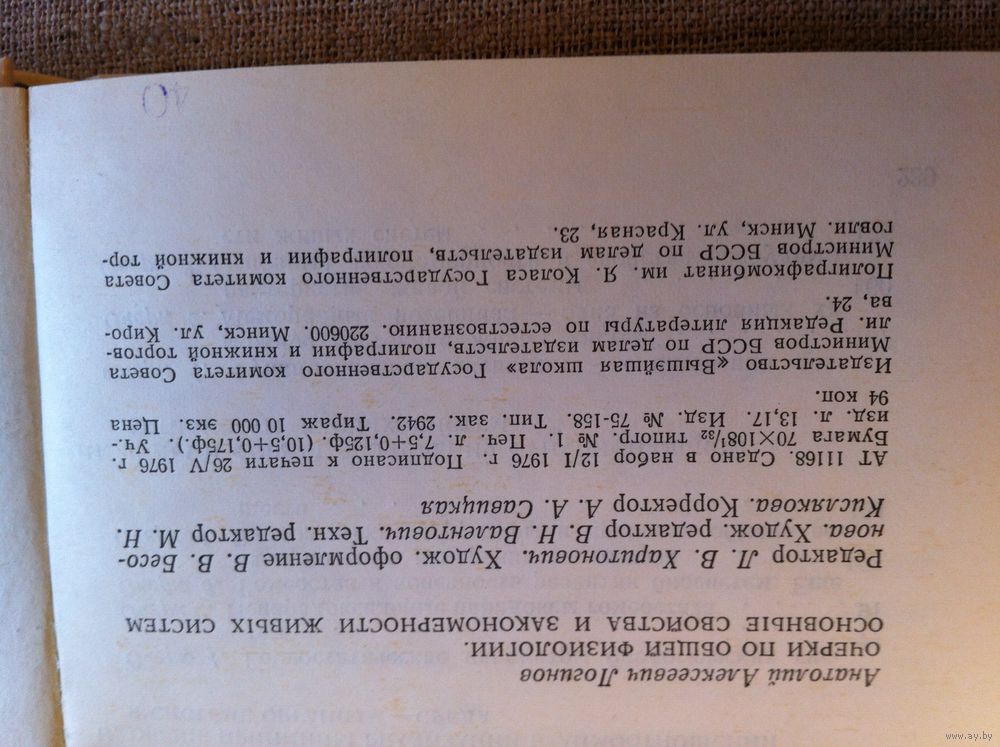 Анатолий Алексеевич Логинов
ОЧЕРКИ ПО ОБЩЕЙ ФИЗИОЛОГИИ.
ОСНОВНЫЕ СВОЙСТВА И ЗАКОНОМЕРНОСТИ ЖИВЫХ СИСТЕМ
Редактор Л. В. Харитонович. Худож. оформление В. В. Бесо-
нова. Худож. редактор В. Н. Валентович. Техн. редактор М. Н.
Кислякова. Корректор А. А. Савицкая
АТ 11168. Сдано в набор 12/I 1976 г. Подписано к печати 26/V 1976 г.
Бумага 70×108¹/₃₂ типогр. № 1. Печ. л. 7,5+0,125ф. (10,5+0,175ф.). Уч.-
изд. л. 13,17. Изд. № 75-158. Тип. зак. 2942. Тираж 10 000 экз. Цена
94 коп.
Издательство «Вышэйшая школа» Государственного комитета Совета
Министров БССР по делам издательств, полиграфии и книжной торгов-
ли. Редакция литературы по естествознанию. 220600. Минск, ул. Киро-
ва, 24.
Полиграфкомбинат им. Я. Коласа Государственного комитета Совета
Министров БССР по делам издательств, полиграфии и книжной тор-
говли. Минск, ул. Красная, 23.
www.ay.by